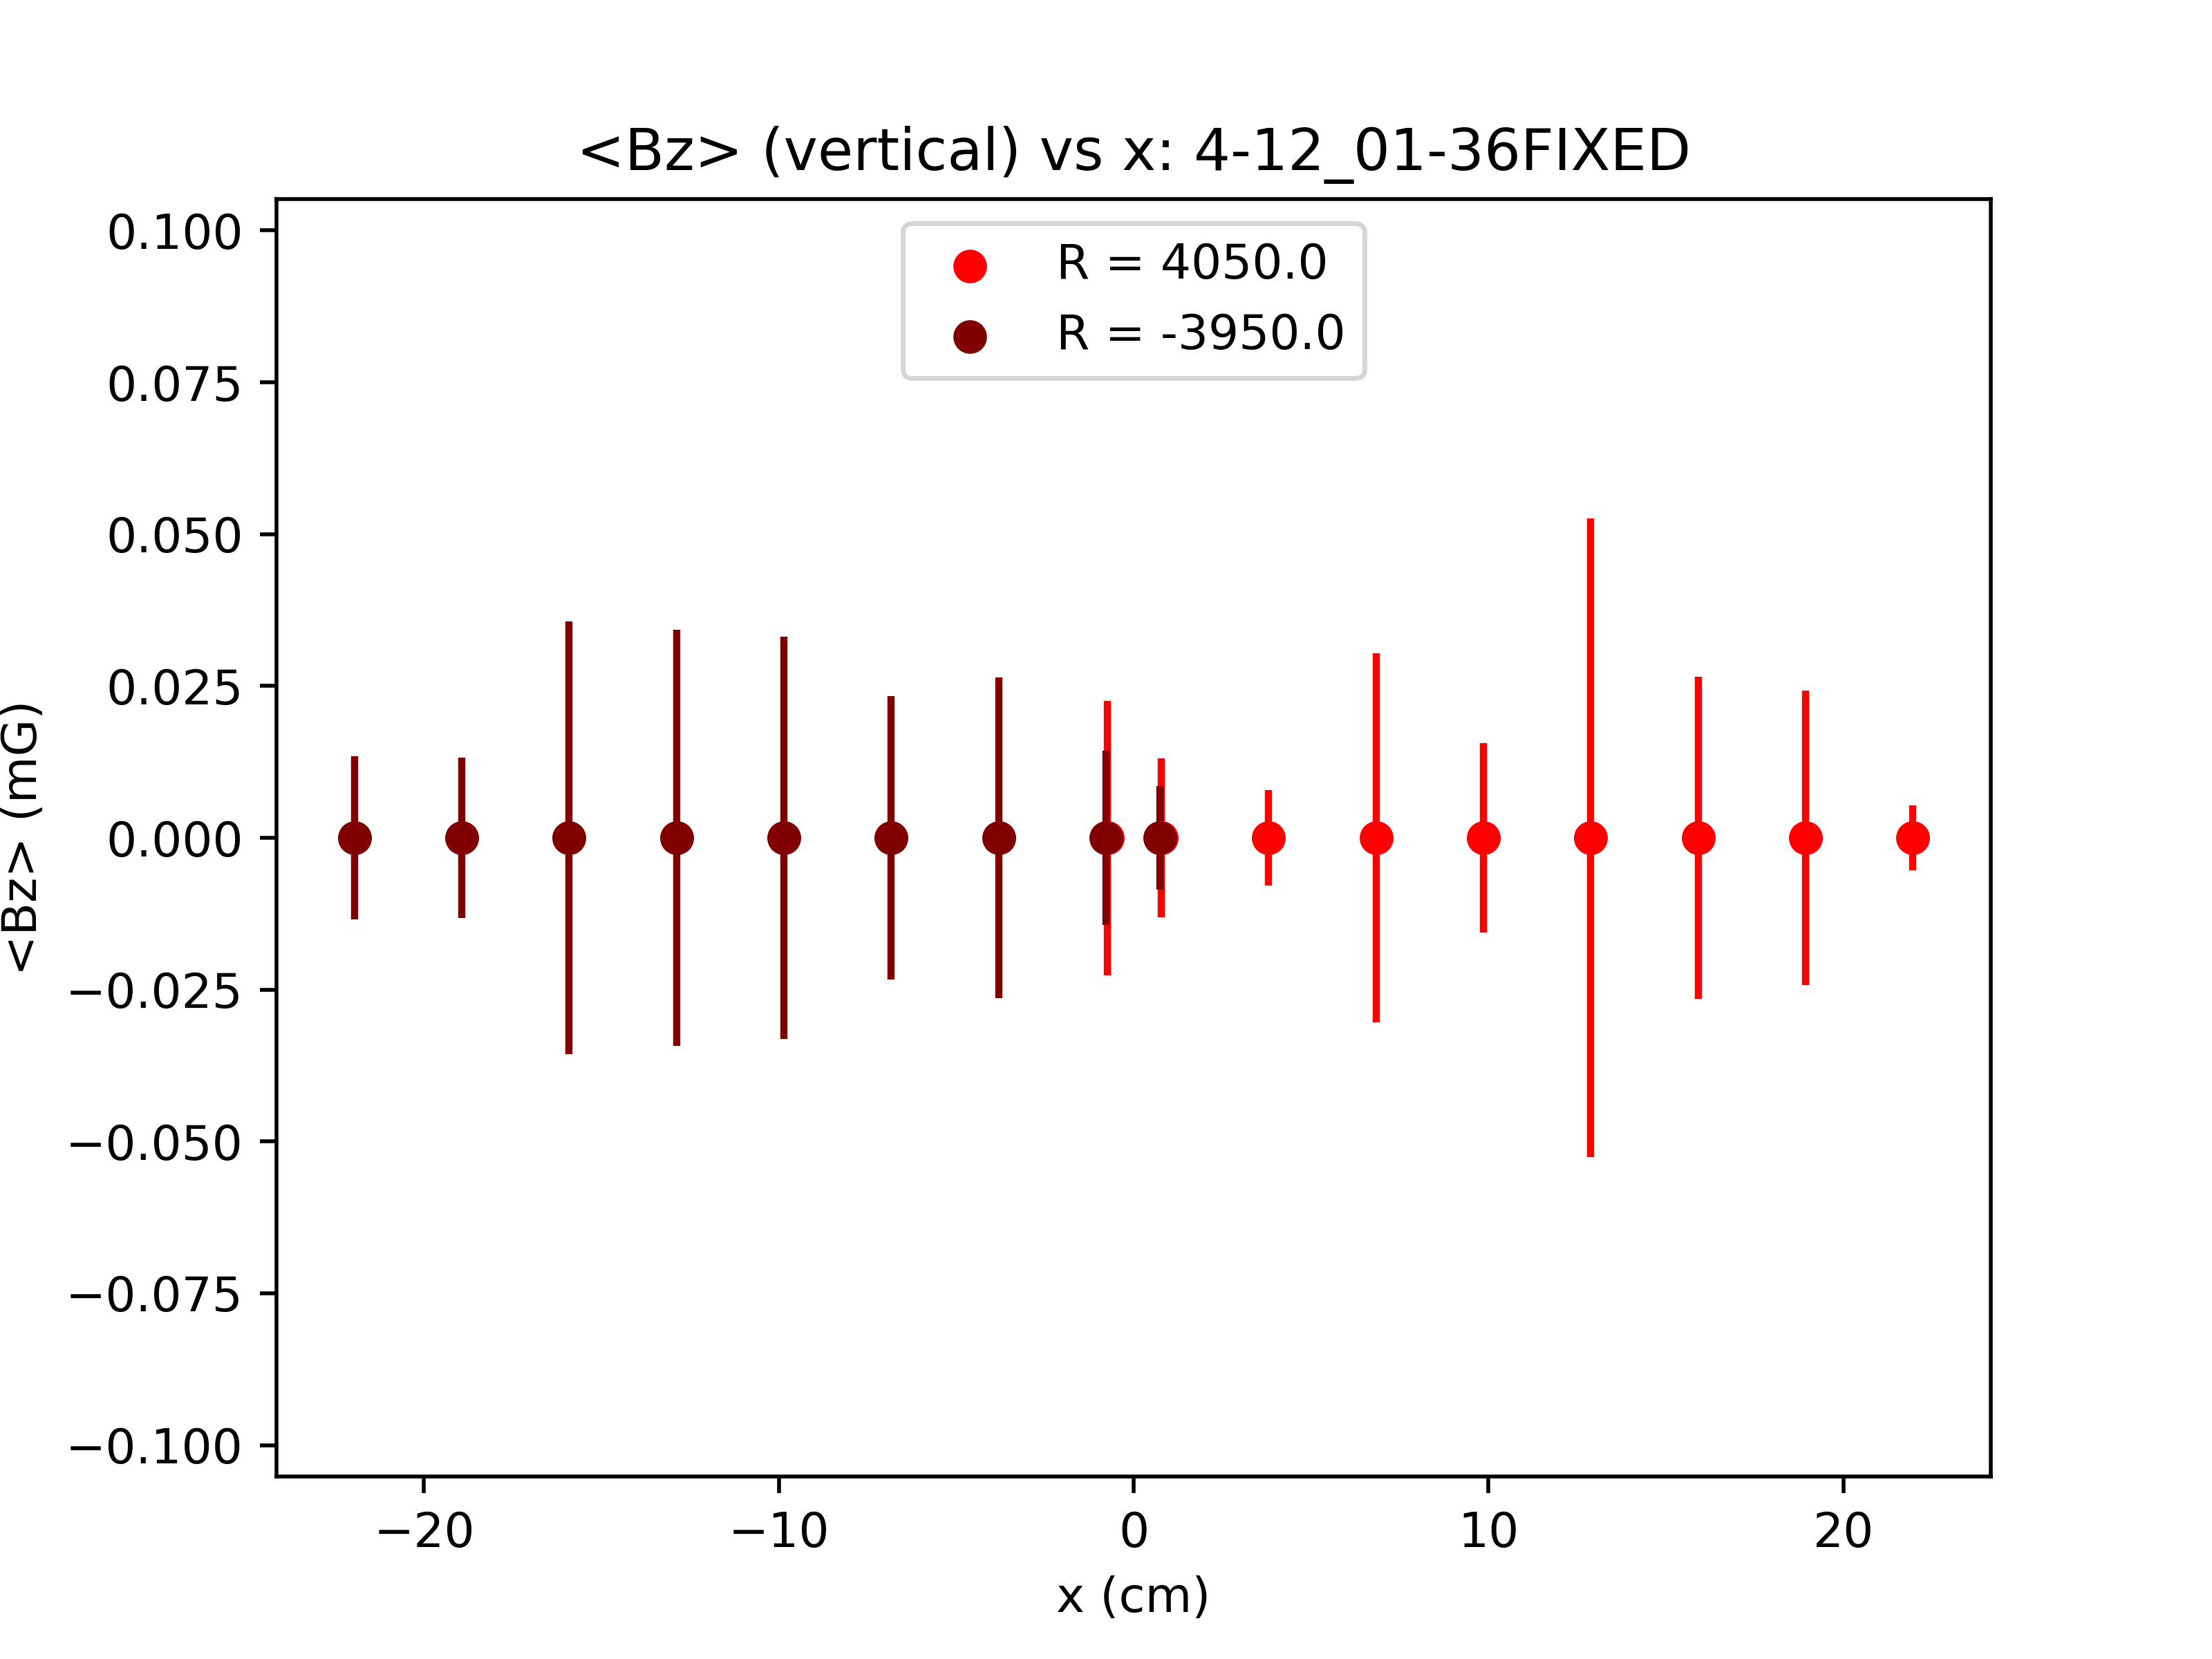 <Bz> (vertical) vs x: 4-12_01-36FIXED
R = 4050.0
R = -3950.0
0.100
0.075
0.050
0.025
0.000
−0.025
−0.050
−0.075
−0.100
<Bz> (mG)
−20 −10 0 10 20
x (cm)